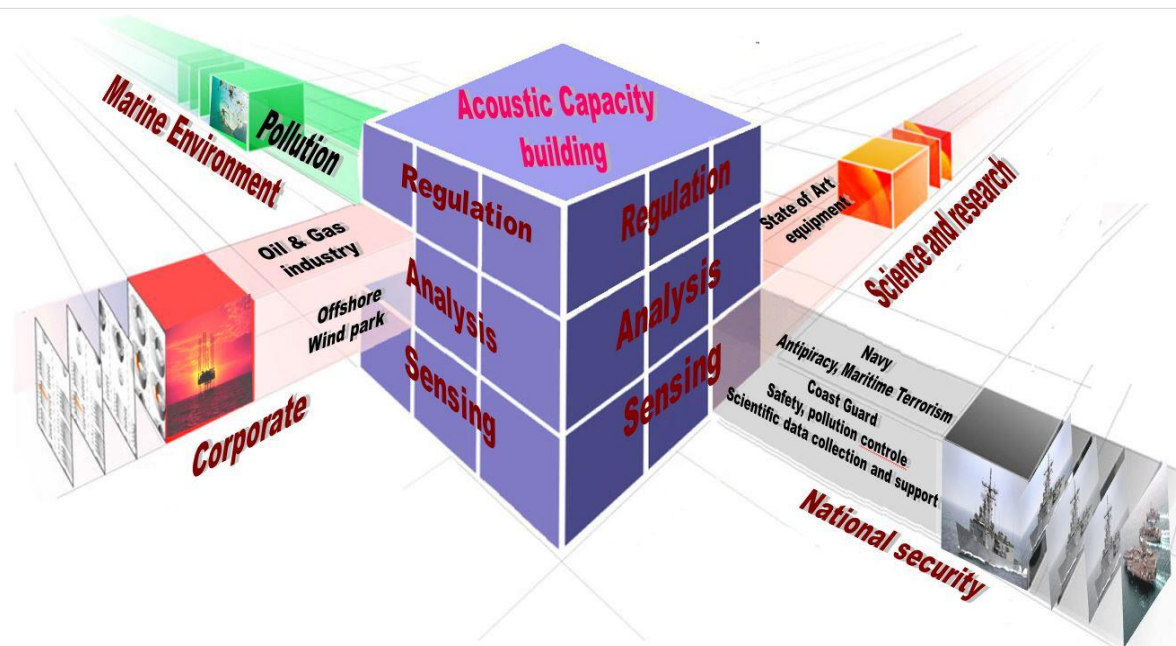 Marine Environment
Pollution
Acoustic Capacity
building
Regulation
Regulation
Analysis
Analysis
Sensing
Sensing
Oil & Gas
industry
Offshore
Wind park
Corporate
State of Art
equipment
Science and research
Navy
Antipiracy, Maritime Terrorism
Coast Guard
Safety, pollution controle
Scientific data collection and support
National security